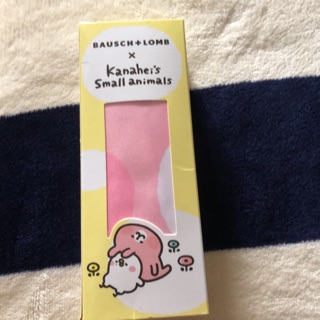 BAUSCH + LOMB
×
Kanahei's
Small animals